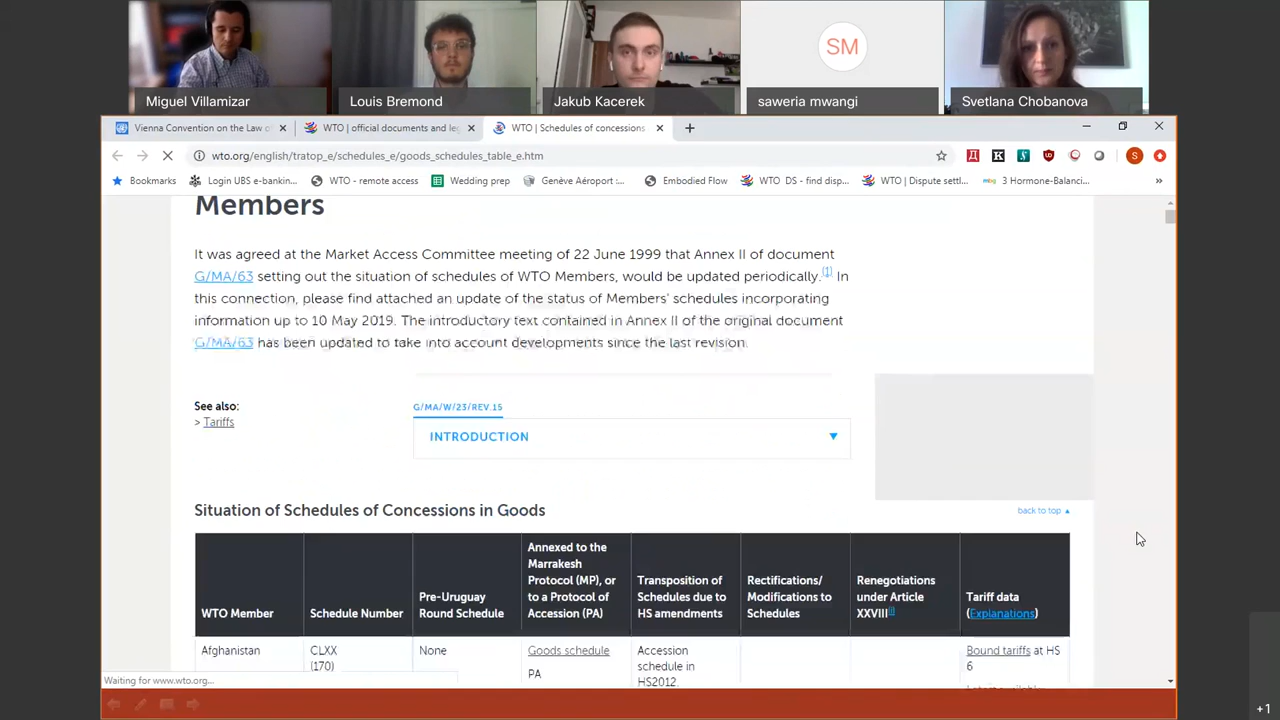 SM
Miguel Villamizar
Louis Bremond
Jakub Kacerek
saweria mwangi
Svetlana Chobanova
Vienna Convention on the Law o
WTO | official documents and le
WTO | Schedules of concessions
wto.org/english/tratop_e/schedules_e/goods_schedules_table_e.htm
Bookmarks
Login UBS e-bankin...
WTO - remote access
Wedding prep
Genève Aéroport :...
Embodied Flow
WTO DS - find disp...
WTO | Dispute settl...
3 Hormone-Balanci...
Members
It was agreed at the Market Access Committee meeting of 22 June 1999 that Annex II of document
G/MA/63 setting out the situation of schedules of WTO Members, would be updated periodically.(1) In
this connection, please find attached an update of the status of Members' schedules incorporating
information up to 10 May 2019. The introductory text contained in Annex II of the original document
G/MA/63 has been updated to take into account developments since the last revision.
See also:
> Tariffs
G/MA/W/23/REV.15
INTRODUCTION
Situation of Schedules of Concessions in Goods
back to top
WTO Member
Schedule Number
Pre-Uruguay
Round Schedule
Annexed to the
Marrakesh
Protocol (MP), or
to a Protocol of
Accession (PA)
Transposition of
Schedules due to
HS amendments
Rectifications/
Modifications to
Schedules
Renegotiations
under Article
XXVIII
Tariff data
(Explanations)
Afghanistan
CLXX
(170)
None
Goods schedule
PA
Accession
schedule in
HS2012.
Bound tariffs at HS
6
Waiting for www.wto.org...
+1